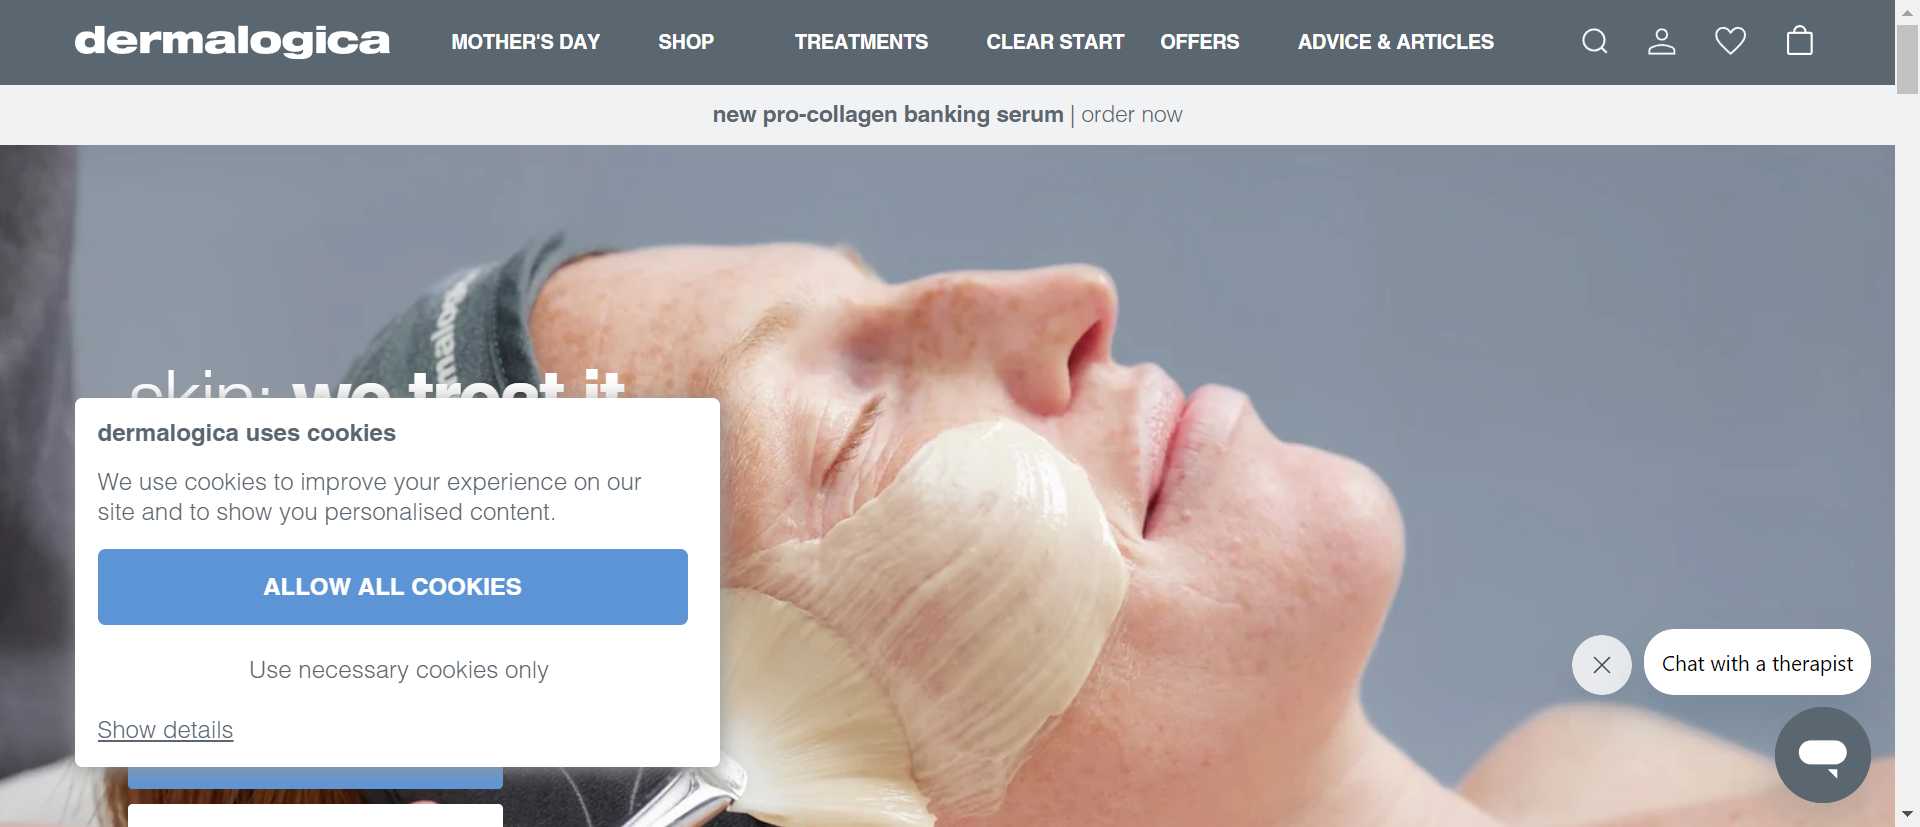 dermalogica
MOTHER'S DAY
SHOP
TREATMENTS
CLEAR START
OFFERS
ADVICE & ARTICLES
new pro-collagen banking serum | order now
skin: we treat it
dermalogica uses cookies
We use cookies to improve your experience on our
site and to show you personalised content.
ALLOW ALL COOKIES
Use necessary cookies only
Show details
Chat with a therapist